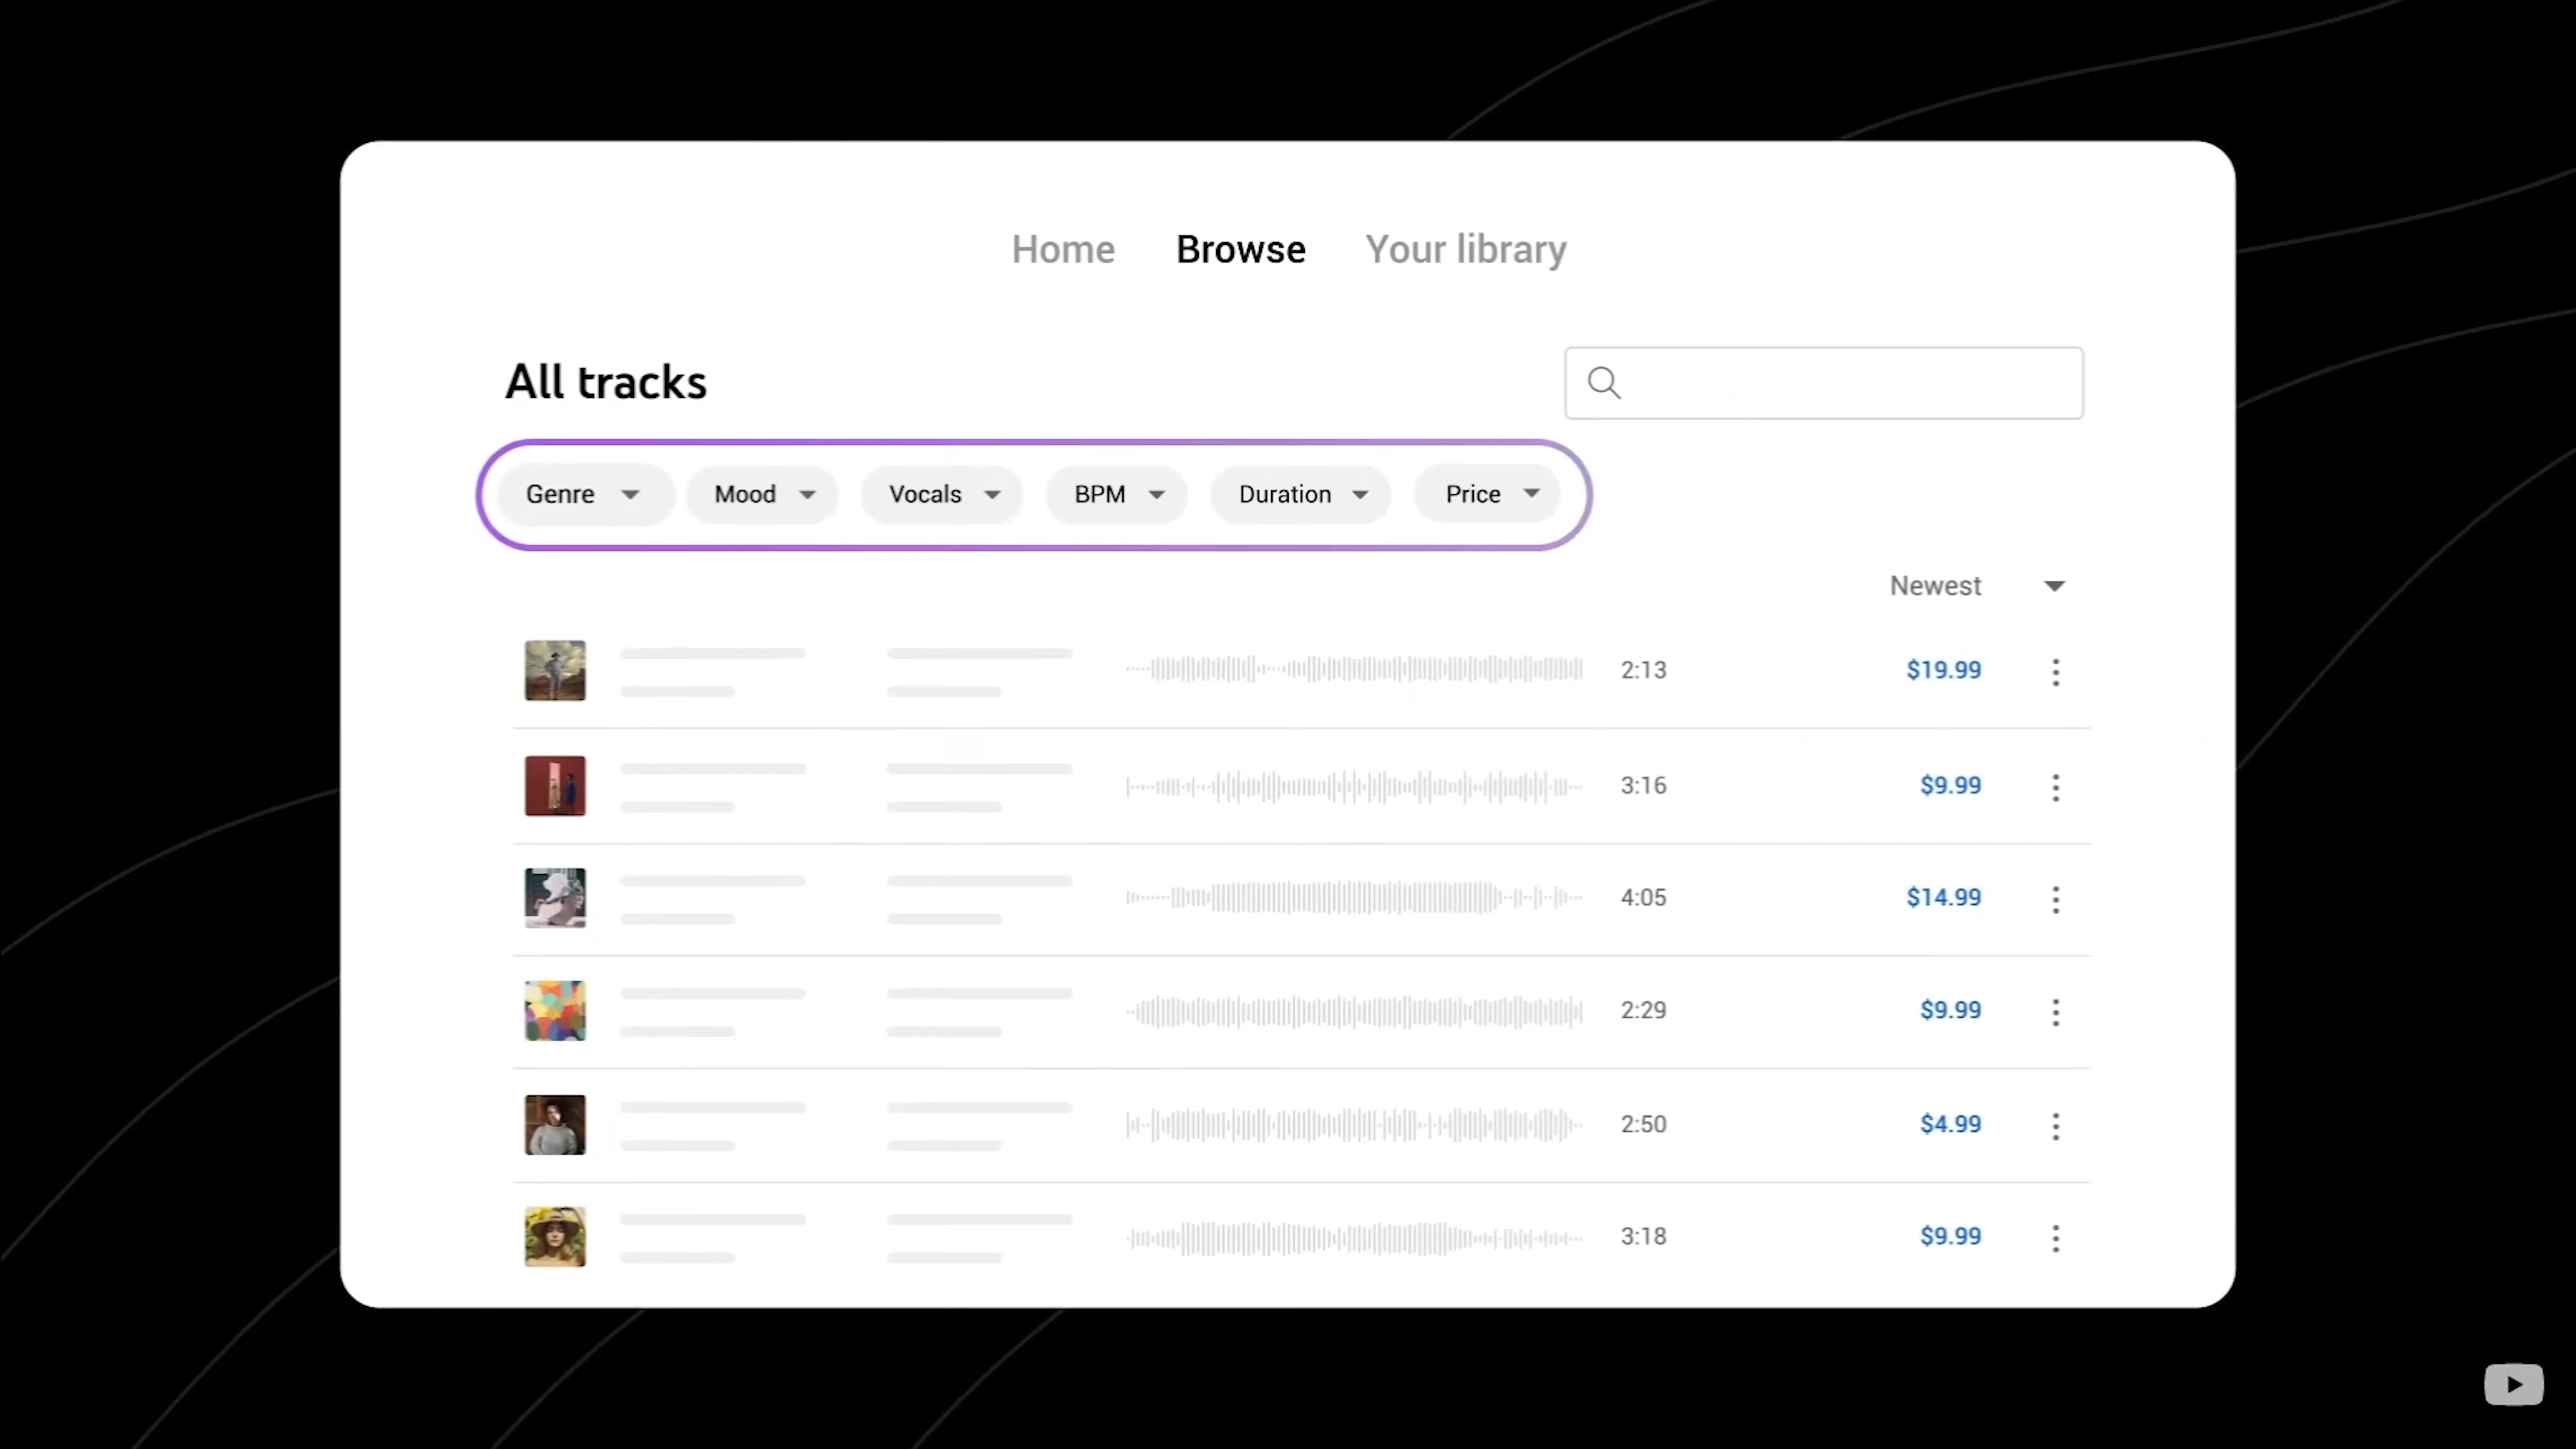 Home Browse Your library
All tracks
Genre Mood Vocals BPM Duration Price
Newest
2:13 $19.99
3:16 $9.99
4:05 $14.99
2:29 $9.99
2:50 $4.99
3:18 $9.99